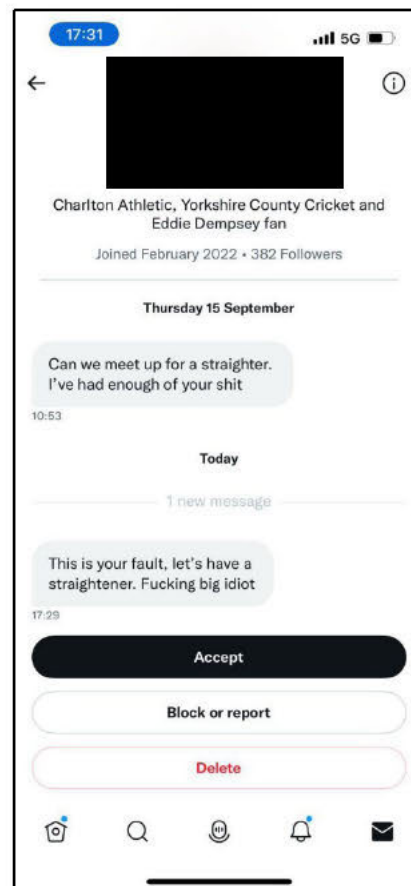 17:31
5G
Charlton Athletic, Yorkshire County Cricket and
Eddie Dempsey fan
Joined February 2022 • 382 Followers
Thursday 15 September
Can we meet up for a straighter.
I've had enough of your shit
10:53
Today
1 new message
This is your fault, let's have a
straightener. Fucking big idiot
17:29
Accept
Block or report
Delete